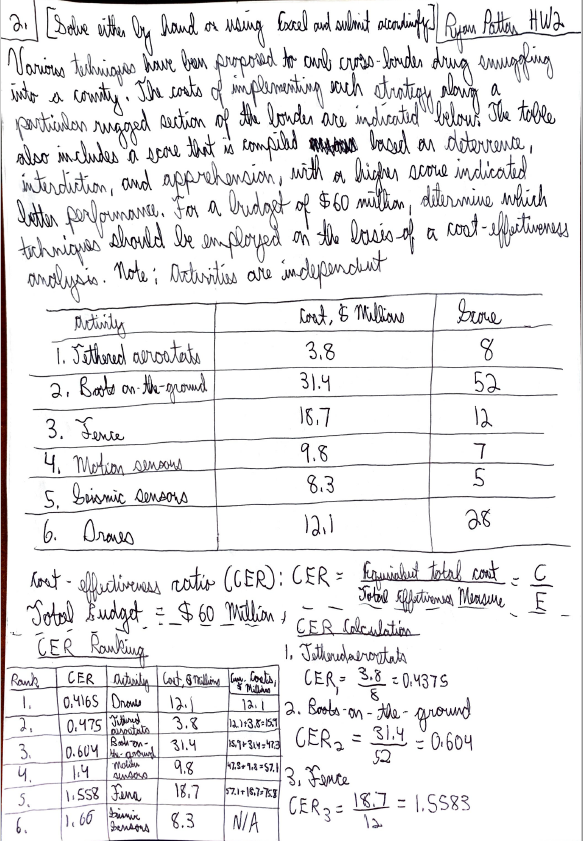 2. [Solve either by hand or using Excel and submit accordingly] Ryan Patton HW2
Various techniques have been proposed to curb cross-border drug smuggling
into a country. The costs of implementing each strategy along a
particular rugged section of the border are indicated below. The table
also includes a score that is compiled based on deterrence,
interdiction, and apprehension, with a higher score indicated
better performance. For a budget of $60 million, determine which
techniques should be employed on the basis of a cost-effectiveness
analysis. Note: Activities are independent
Activity Cost, $ Millions Score
1. Tethered aerostats 3.8 8
2. Boots on-the-ground 31.4 52
3. Fence 18.7 12
4. Motion sensors 9.8 7
5. Seismic sensors 8.3 5
6. Drones 12.1 28
Cost-effectiveness ratio (CER): CER = Equivalent total cost / Total Effectiveness Measure = C / E
Total Budget = $60 Million
CER Ranking
Rank CER Activity Cost, $ Millions Cum. Costs, $ Millions
1. 0.4165 Drones 12.1 12.1
2. 0.475 Tethered aerostats 3.8 12.1+3.8=15.9
3. 0.604 Boots-on-the-ground 31.4 15.9+31.4=47.3
4. 1.4 Motion sensors 9.8 47.3+9.8=57.1
5. 1.558 Fence 18.7 57.1+18.7=75.8
6. 1.66 Seismic Sensors 8.3 N/A
CER Calculation
1. Tethered aerostats
CER1 = 3.8 / 8 = 0.4375
2. Boots-on-the-ground
CER2 = 31.4 / 52 = 0.604
3. Fence
CER3 = 18.7 / 12 = 1.5583